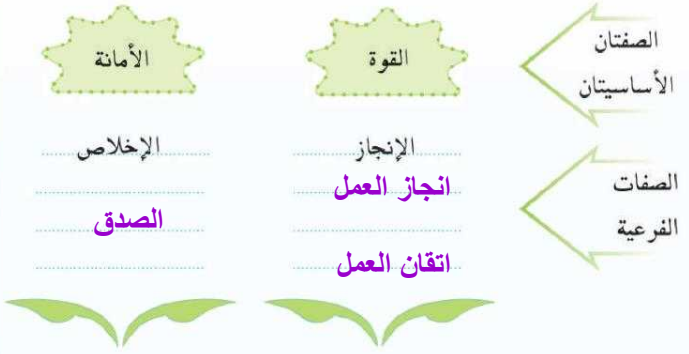 الصفتان
الأساسيتان
القوة
الأمانة
الصفات
الفرعية
الإنجاز
انجاز العمل
اتقان العمل
الإخلاص
الصدق